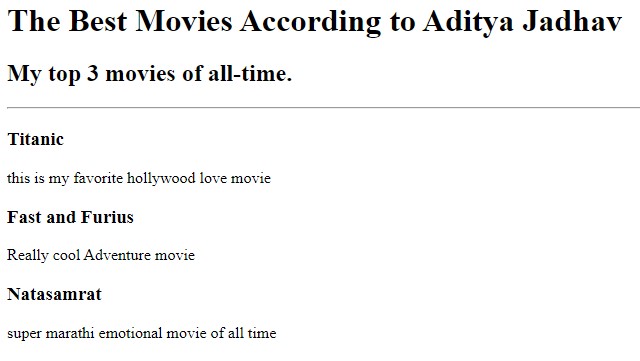 The Best Movies According to Aditya Jadhav
My top 3 movies of all-time.
Titanic
this is my favorite hollywood love movie
Fast and Furius
Really cool Adventure movie
Natasamrat
super marathi emotional movie of all time